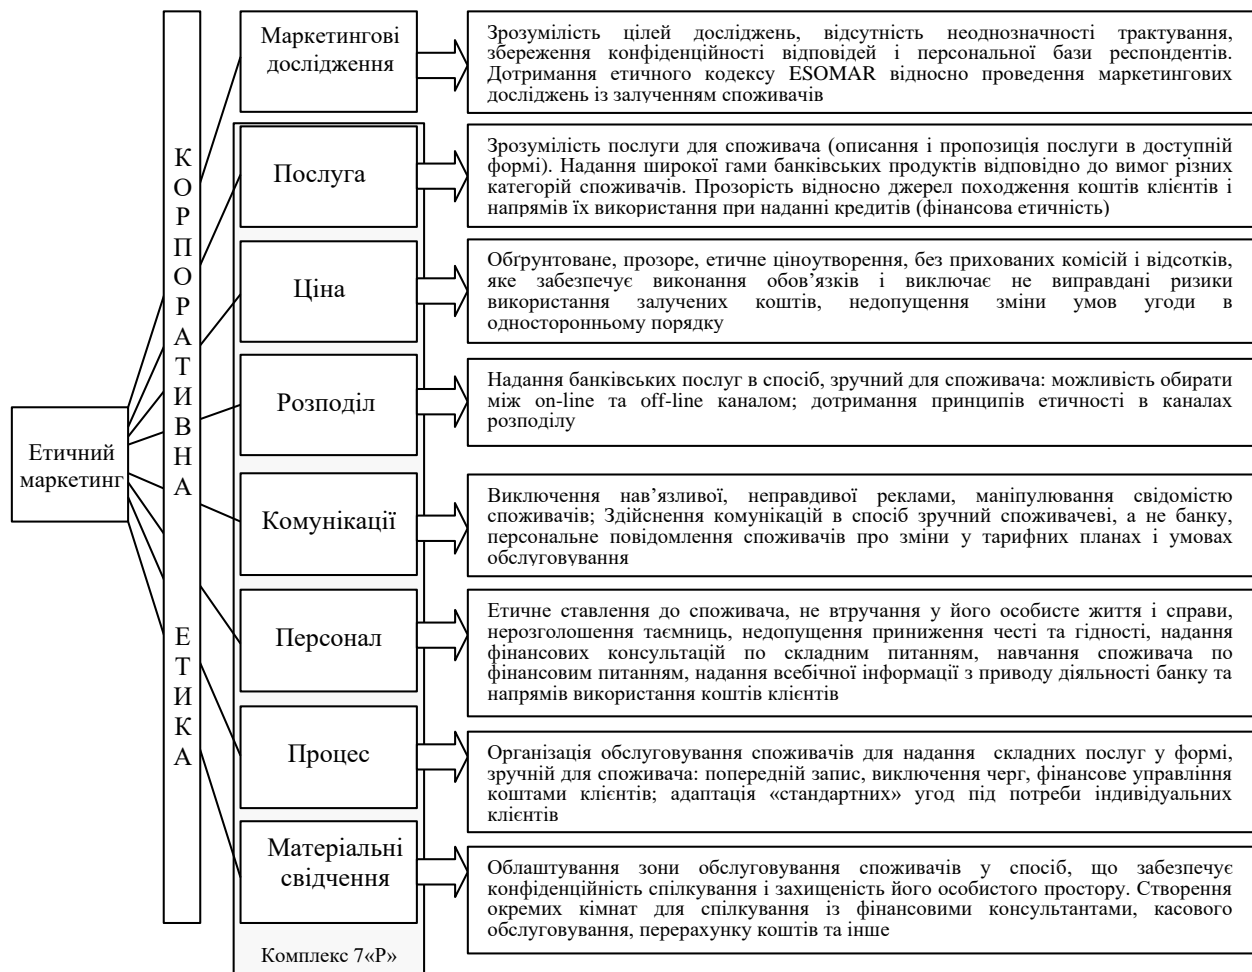 Етичний
маркетинг
КОРПОРАТИВНА
ЕТИКА
Маркетингові
дослідження
Зрозумілість цілей досліджень, відсутність неоднозначності трактування,
збереження конфіденційності відповідей і персональної бази респондентів.
Дотримання етичного кодексу ESOMAR відносно проведення маркетингових
досліджень із залученням споживачів
Послуга
Зрозумілість послуги для споживача (описання і пропозиція послуги в доступній
формі). Надання широкої гами банківських продуктів відповідно до вимог різних
категорій споживачів. Прозорість відносно джерел походження коштів клієнтів і
напрямів їх використання при наданні кредитів (фінансова етичність)
Ціна
Обґрунтоване, прозоре, етичне ціноутворення, без прихованих комісій і відсотків,
яке забезпечує виконання обов’язків і виключає не виправдані ризики
використання залучених коштів, недопущення зміни умов угоди в
односторонньому порядку
Розподіл
Надання банківських послуг в спосіб, зручний для споживача: можливість обирати
між on-line та off-line каналом; дотримання принципів етичності в каналах
розподілу
Комунікації
Виключення нав’язливої, неправдивої реклами, маніпулювання свідомістю
споживачів; Здійснення комунікацій в спосіб зручний споживачеві, а не банку,
персональне повідомлення споживачів про зміни у тарифних планах і умовах
обслуговування
Персонал
Етичне ставлення до споживача, не втручання у його особисте життя і справи,
нерозголошення таємниць, недопущення приниження честі та гідності, надання
фінансових консультацій по складним питанням, навчання споживача по
фінансовим питанням, надання всебічної інформації з приводу діяльності банку та
напрямів використання коштів клієнтів
Процес
Організація обслуговування споживачів для надання складних послуг у формі,
зручній для споживача: попередній запис, виключення черг, фінансове управління
коштами клієнтів; адаптація «стандартних» угод під потреби індивідуальних
клієнтів
Матеріальні
свідчення
Облаштування зони обслуговування споживачів у спосіб, що забезпечує
конфіденційність спілкування і захищеність його особистого простору. Створення
окремих кімнат для спілкування із фінансовими консультантами, касового
обслуговування, перерахунку коштів та інше
Комплекс 7«Р»